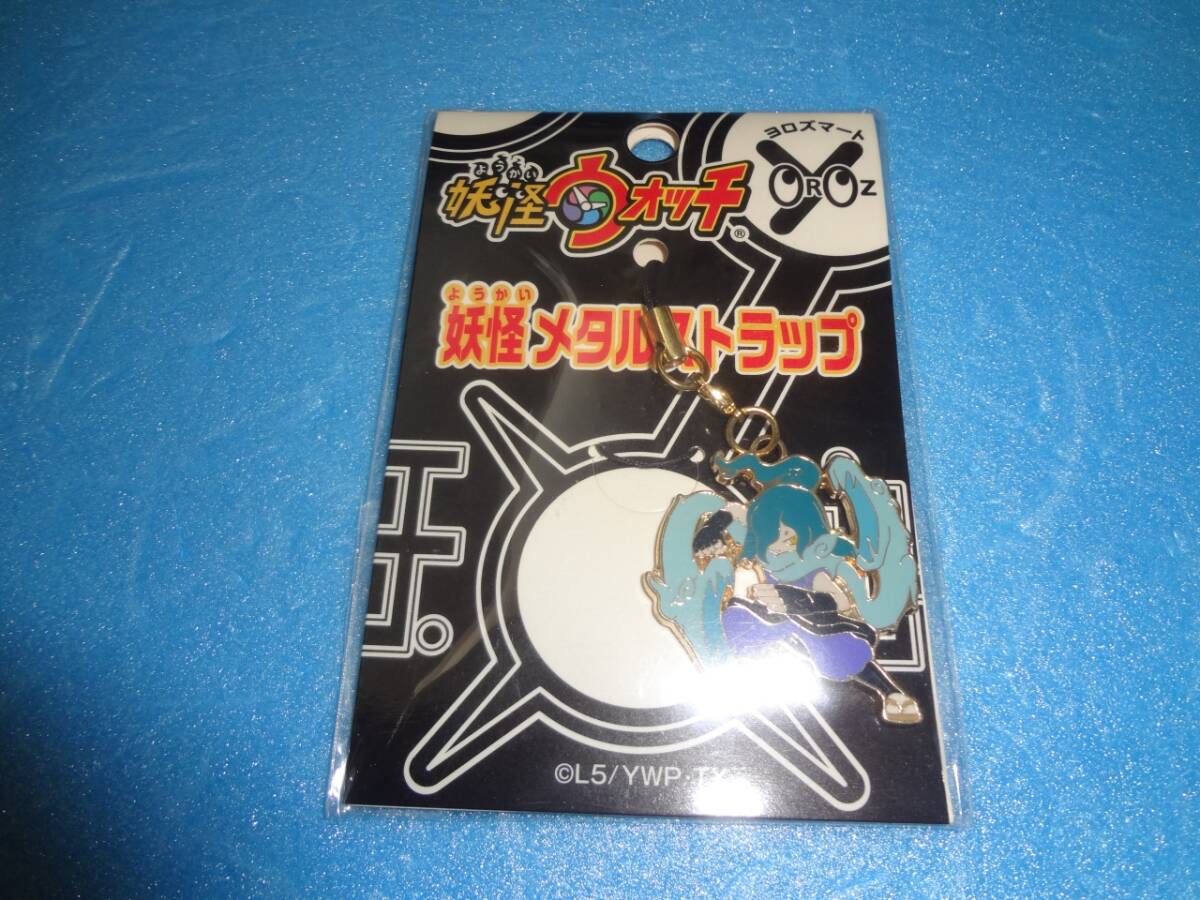 ヨロズマート
YOROZ
ようかい
妖怪ウォッチ®
ようかい
妖怪メタルストラップ
©L5/YWP・TX